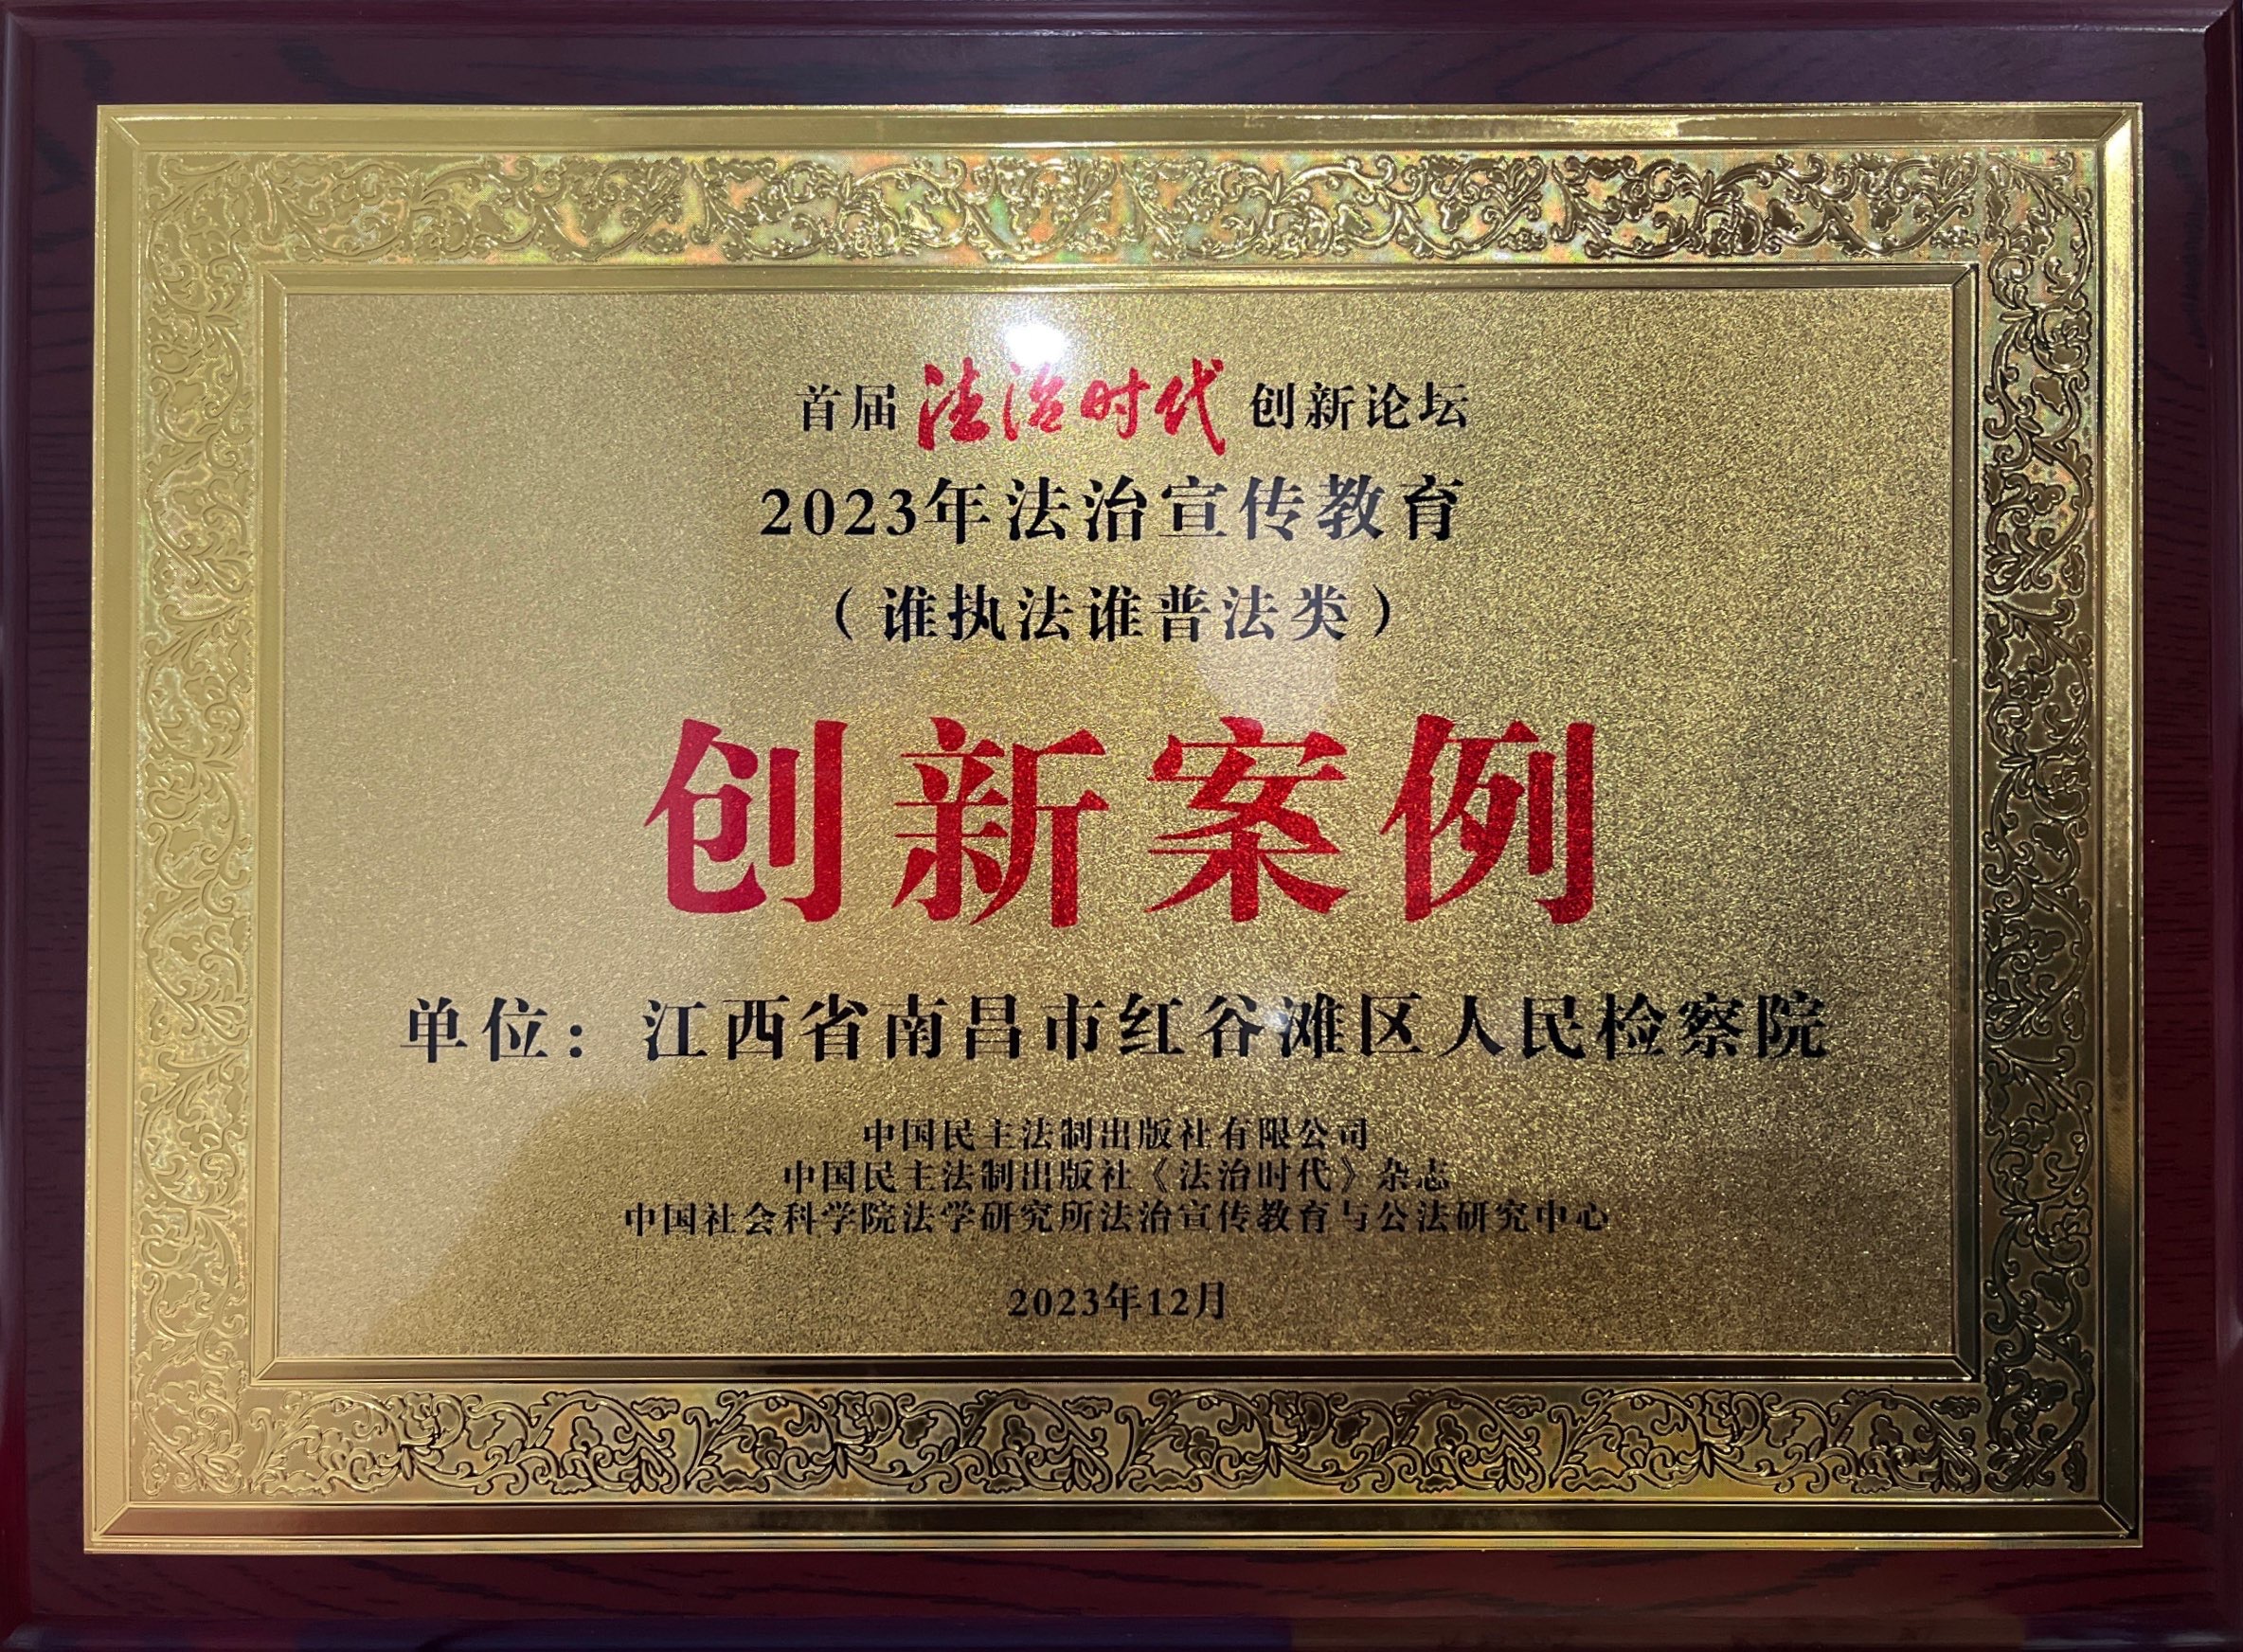 首届 法治时代 创新论坛
2023年法治宣传教育
（谁执法谁普法类）
创新案例
单位：江西省南昌市红谷滩区人民检察院
中国民主法制出版社有限公司
中国民主法制出版社《法治时代》杂志
中国社会科学院法学研究所法治宣传教育与公法研究中心
2023年12月